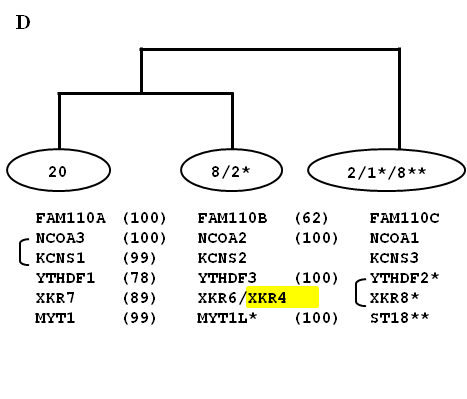 D
20 8/2* 2/1*/8**
FAM110A (100) FAM110B (62) FAM110C
NCOA3 (100) NCOA2 (100) NCOA1
KCNS1 (99) KCNS2 KCNS3
YTHDF1 (78) YTHDF3 (100) YTHDF2*
XKR7 (89) XKR6/XKR4 XKR8*
MYT1 (99) MYT1L* (100) ST18**